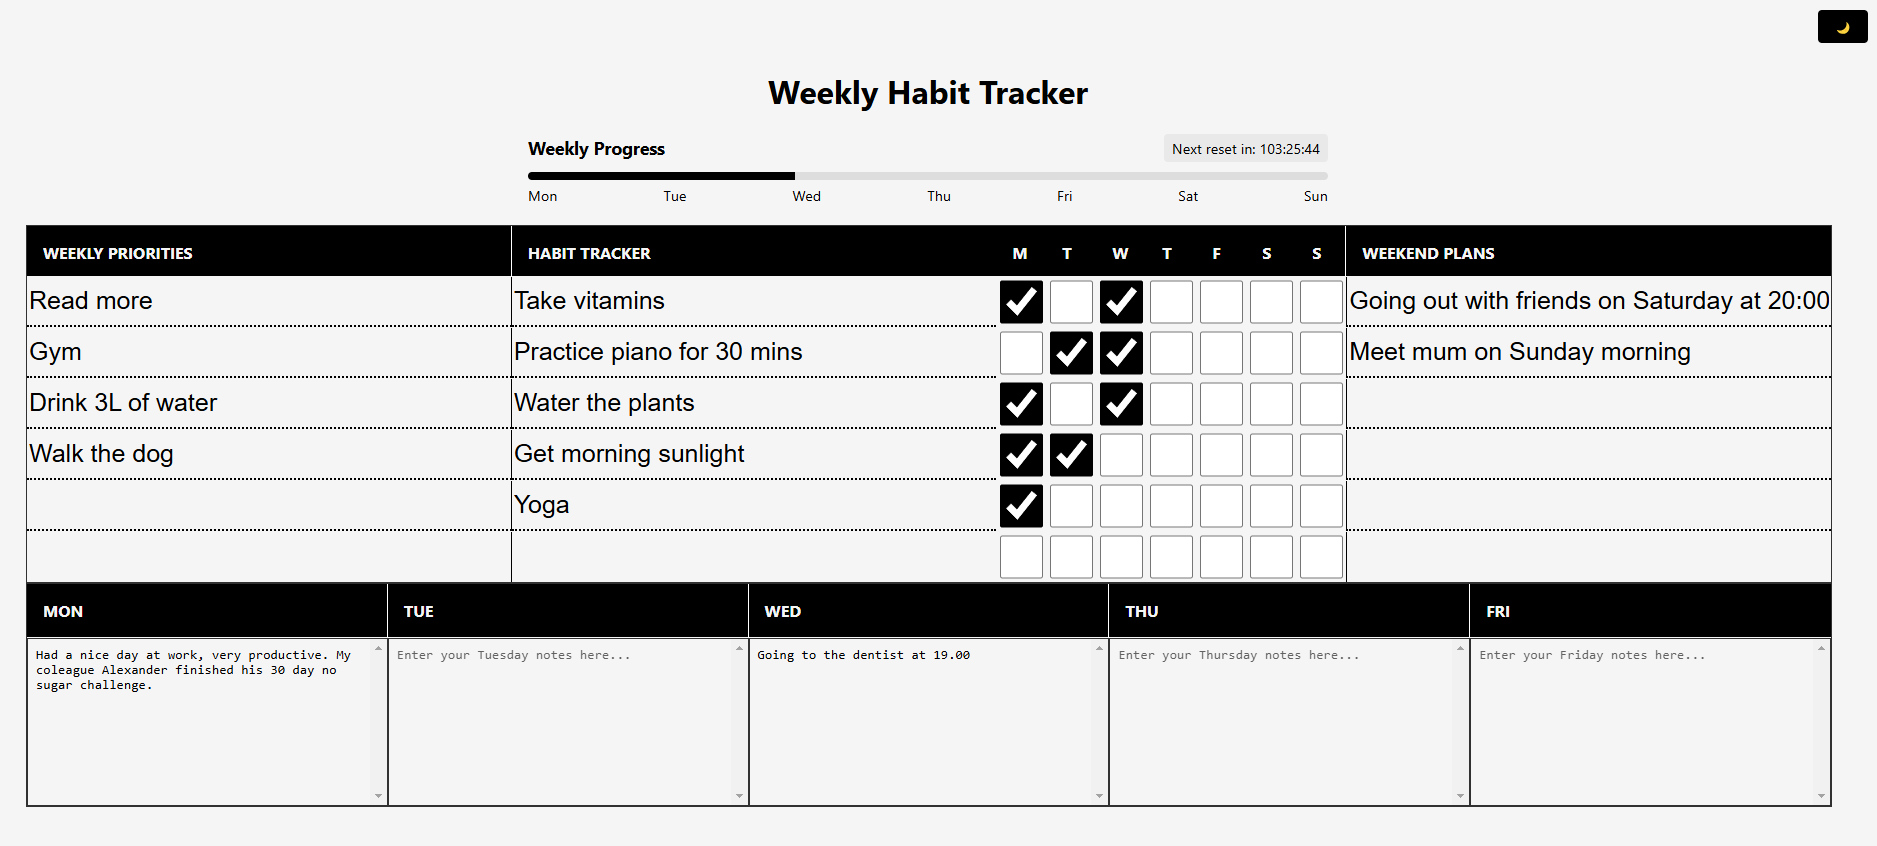 Weekly Habit Tracker
Weekly Progress
Next reset in: 103:25:44
Mon Tue Wed Thu Fri Sat Sun
WEEKLY PRIORITIES HABIT TRACKER M T W T F S S WEEKEND PLANS
Read more Take vitamins Going out with friends on Saturday at 20:00
Gym Practice piano for 30 mins Meet mum on Sunday morning
Drink 3L of water Water the plants
Walk the dog Get morning sunlight
Yoga
MON TUE WED THU FRI
Had a nice day at work, very productive. My
coleague Alexander finished his 30 day no
sugar challenge.
Enter your Tuesday notes here...
Going to the dentist at 19.00
Enter your Thursday notes here...
Enter your Friday notes here...